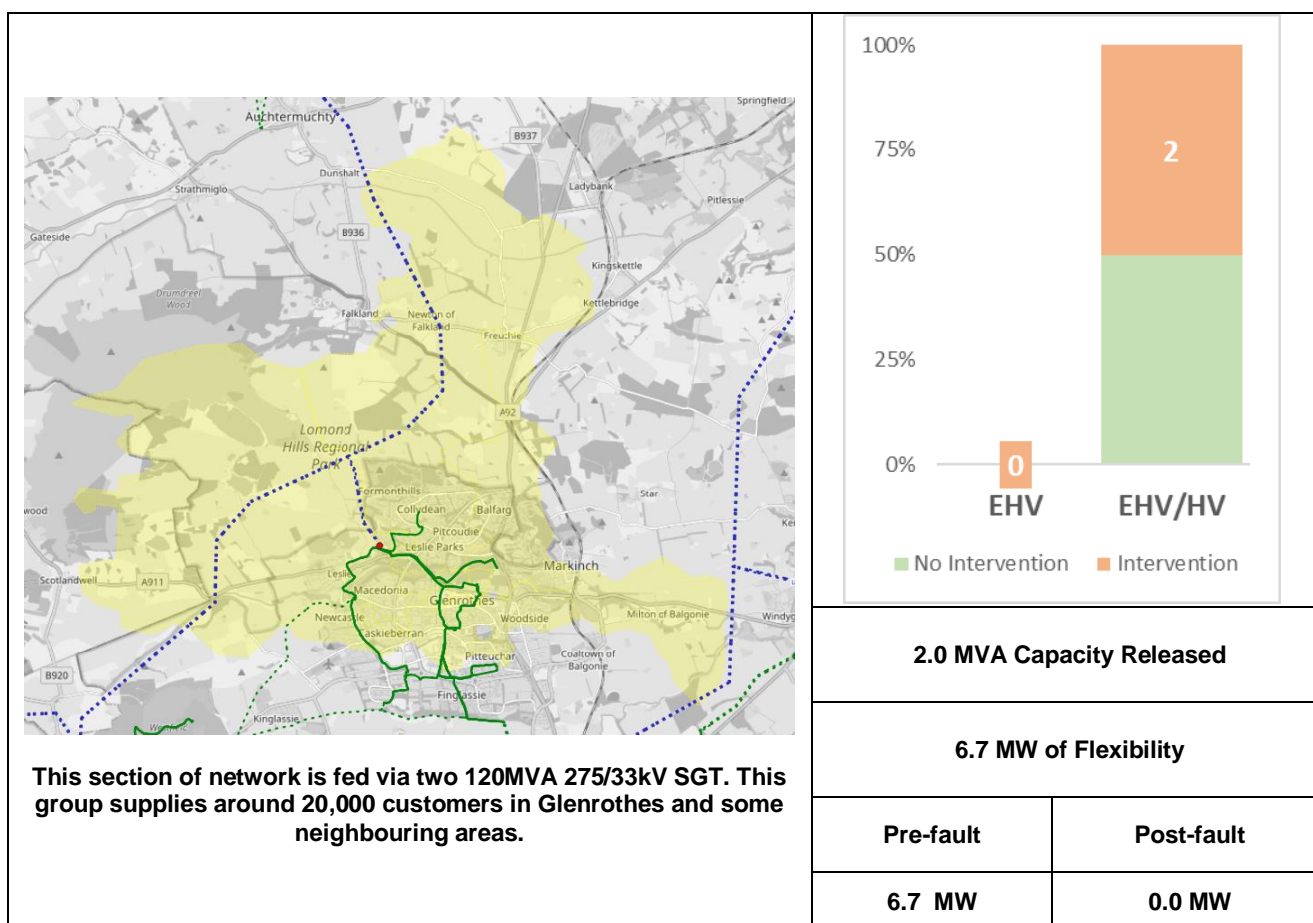 Springfield
Auchtermuchty
B937
Dunshalt
Ladybank
Strathmiglo
Pitlessie
B936
Gateside
Kingskettle
Drumdreel
Wood
Kettlebridge
Falkland
Newton of
Falkland
Freuchie
A92
Lomond
Hills Regional
Park
Formonthills
Star
Collydean
Balfarg
Pitcoudie
Leslie Parks
Markinch
Scotlandwell
A911
Leslie
Macedonia
Glenrothes
Newcastle
Woodside
Milton of Balgonie
Caskieberran
Pitteuchar
Coaltown of
Balgonie
B920
Finglassie
Kinglassie
This section of network is fed via two 120MVA 275/33kV SGT. This
group supplies around 20,000 customers in Glenrothes and some
neighbouring areas.
100%
75%
50%
25%
0%
2
0
EHV
EHV/HV
No Intervention
Intervention
2.0 MVA Capacity Released
6.7 MW of Flexibility
Pre-fault
Post-fault
6.7 MW
0.0 MW